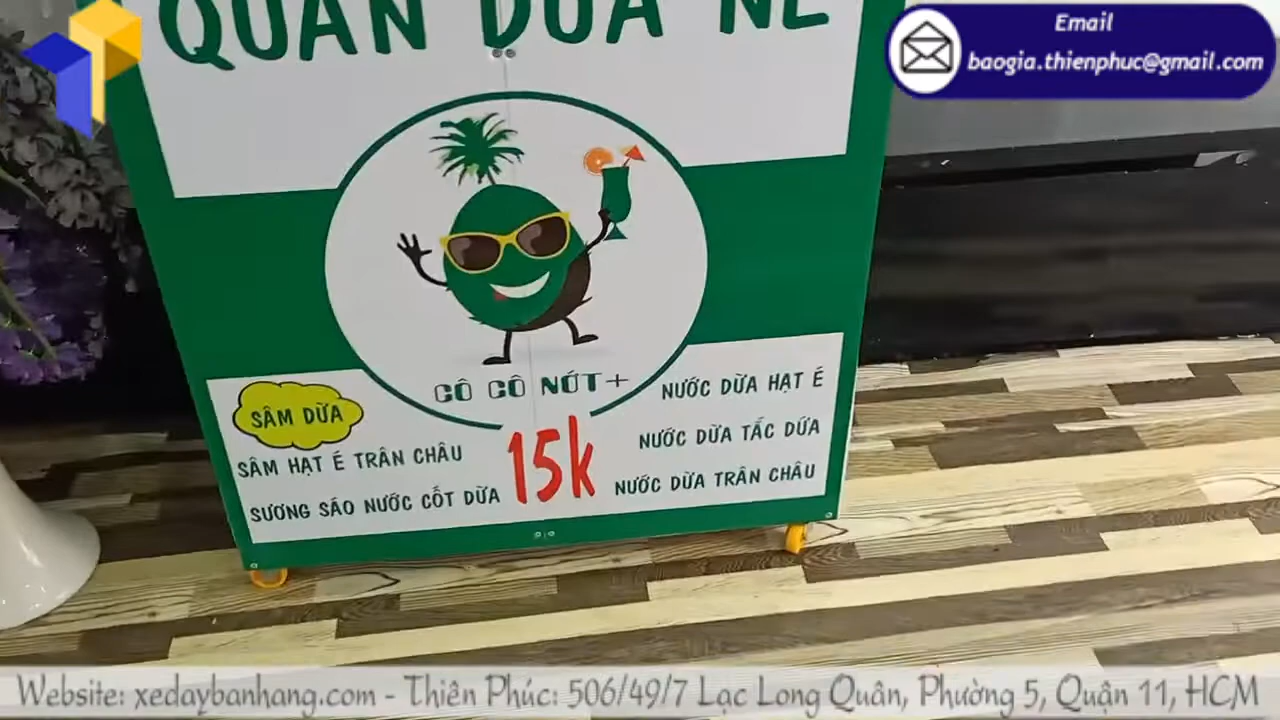 QUÁN DỪA NÈ
Email
baogia.thienphuc@gmail.com
CÔ CÔ NỚT+
SÂM DỪA
SÂM HẠT É TRÂN CHÂU
SƯƠNG SÁO NƯỚC CỐT DỪA
15k
NƯỚC DỪA HẠT É
NƯỚC DỪA TẮC DỨA
NƯỚC DỪA TRÂN CHÂU
Website: xedaybanhang.com - Thiên Phúc: 506/49/7 Lạc Long Quân, Phường 5, Quận 11, HCM